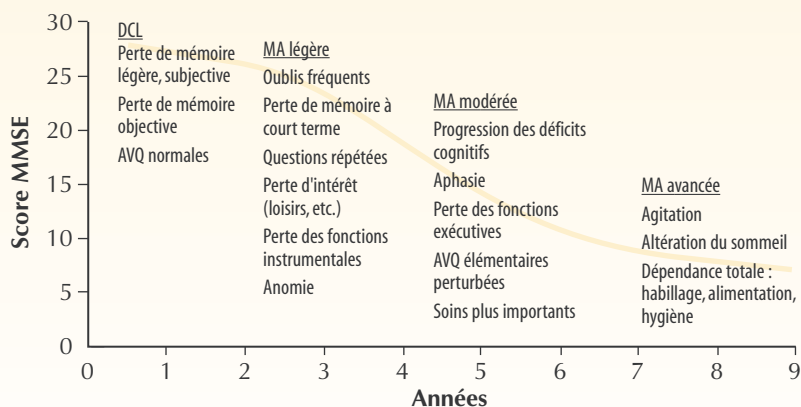 Score MMSE
30
25
20
15
10
5
0
DCL
Perte de mémoire
légère, subjective
Perte de mémoire
objective
AVQ normales
MA légère
Oublis fréquents
Perte de mémoire à
court terme
Questions répétées
Perte d'intérêt
(loisirs, etc.)
Perte des fonctions
instrumentales
Anomie
MA modérée
Progression des déficits
cognitifs
Aphasie
Perte des fonctions
exécutives
AVQ élémentaires
perturbées
Soins plus importants
MA avancée
Agitation
Altération du sommeil
Dépendance totale :
habillage, alimentation,
hygiène
0 1 2 3 4 5 6 7 8 9
Années